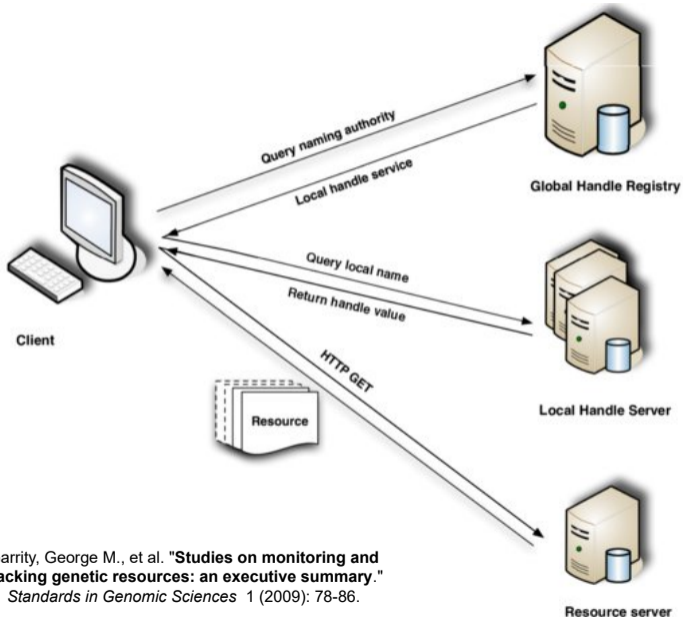 Query naming authority
Local handle service
Global Handle Registry
Query local name
Return handle value
Client
HTTP GET
Resource
Local Handle Server
arrity, George M., et al. "Studies on monitoring and
acking genetic resources: an executive summary."
Standards in Genomic Sciences 1 (2009): 78-86.
Resource server